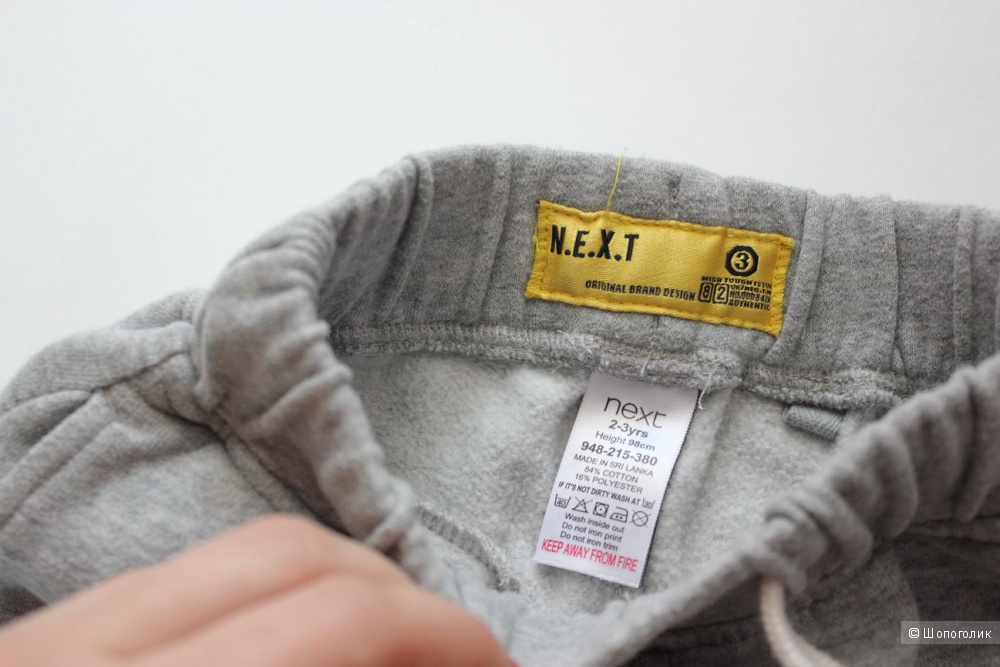 N.E.X.T
3
ORIGINAL BRAND DESIGN
82
AUTHENTIC
next
2-3yrs
Height 98cm
948-215-380
MADE IN SRI LANKA
84% COTTON
16% POLYESTER
IF IT'S NOT DIRTY WASH AT 30
40
Wash inside out
Do not iron print
Do not iron trim
KEEP AWAY FROM FIRE
© Шопоголик